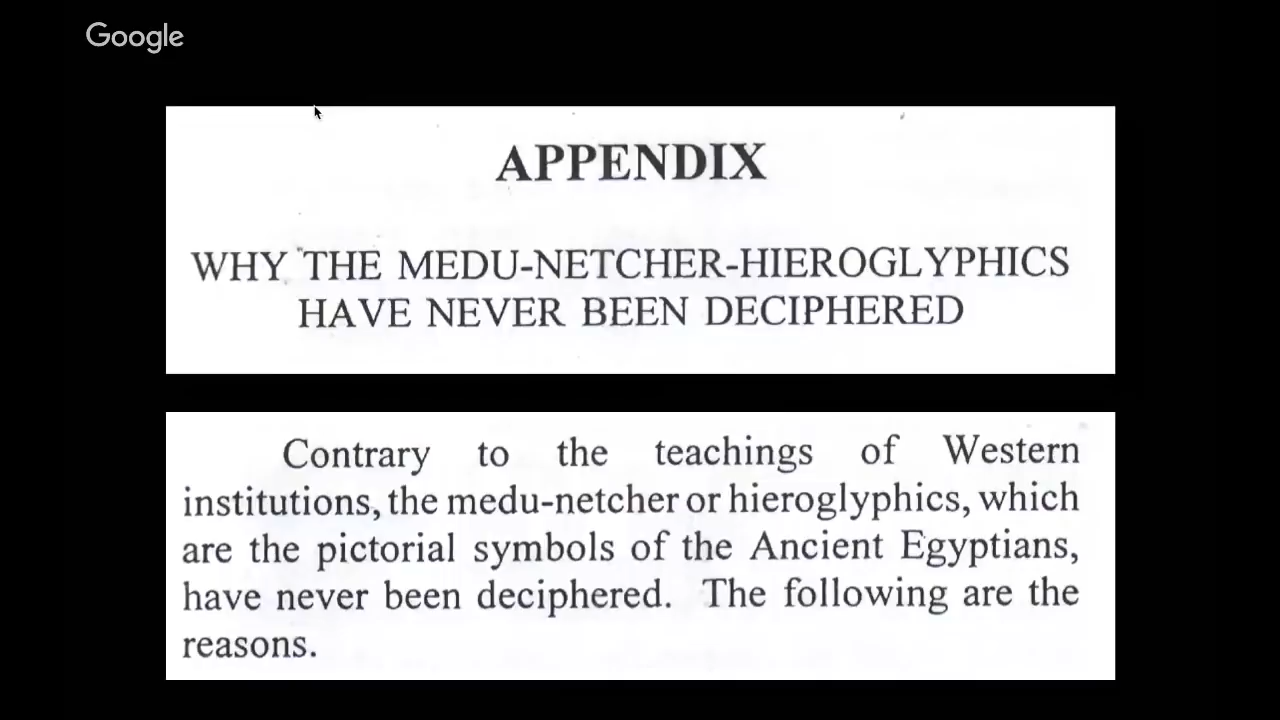 Google
APPENDIX
WHY THE MEDU-NETCHER-HIEROGLYPHICS
HAVE NEVER BEEN DECIPHERED
Contrary to the teachings of Western
institutions, the medu-netcher or hieroglyphics, which
are the pictorial symbols of the Ancient Egyptians,
have never been deciphered. The following are the
reasons.